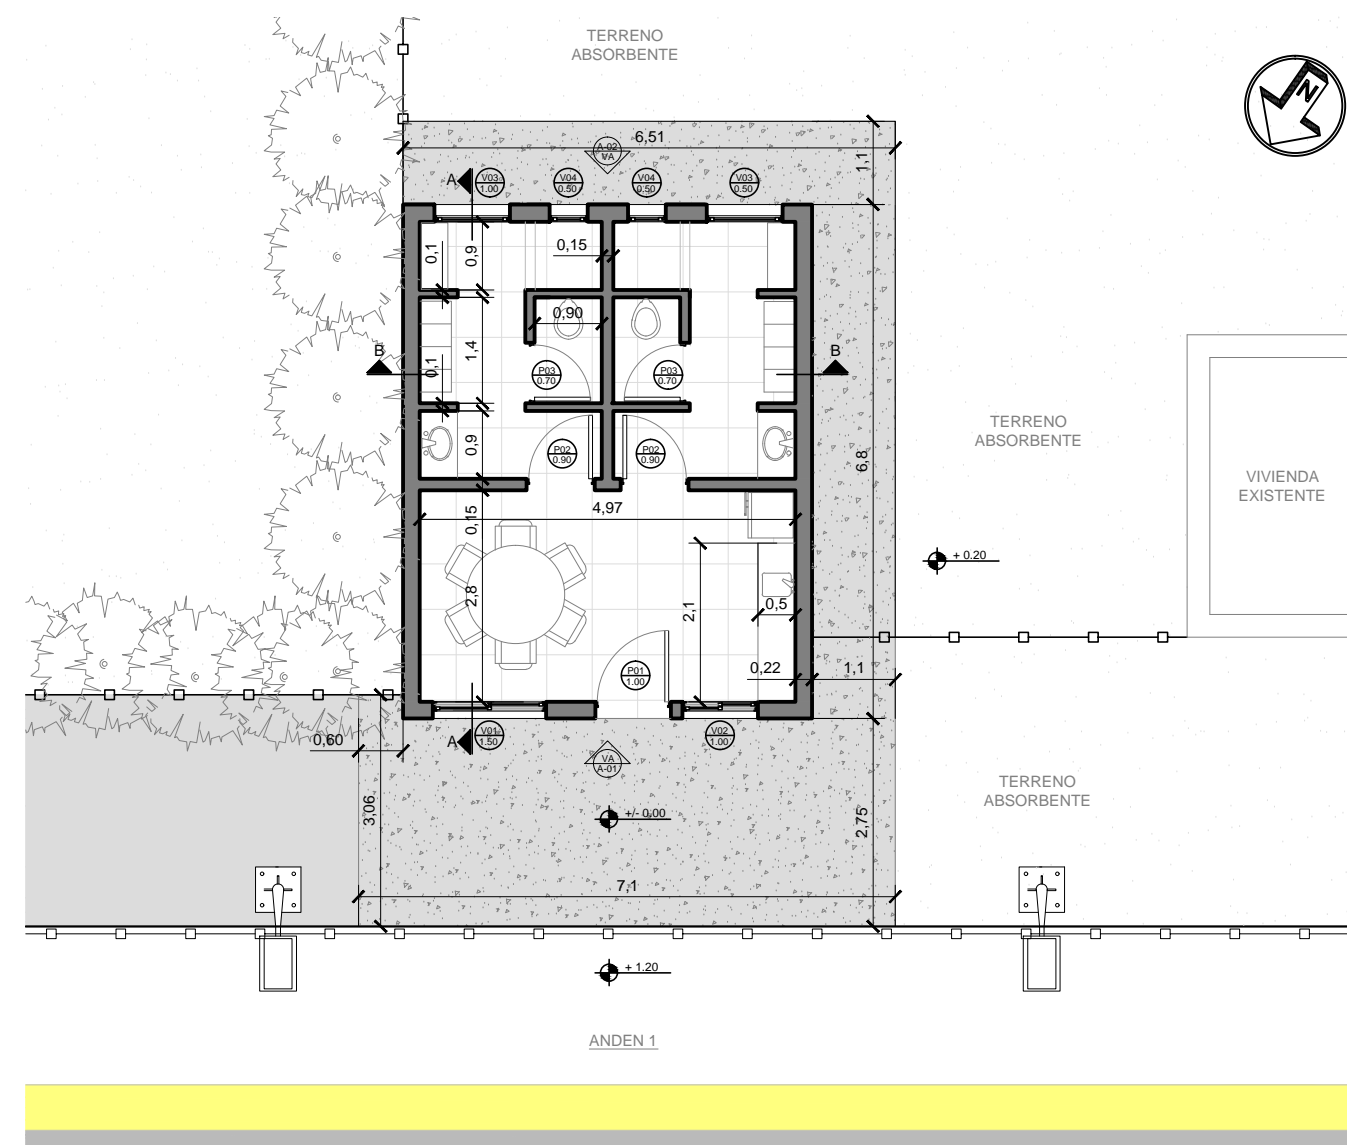 TERRENO
ABSORBENTE
N
6,51
1,1
A-02
VA
A
V03
1.00
V04
0.50
V04
0.50
V03
0.50
0,1
0,9
0,15
0,90
B
B
1,4
0,1
P03
0.70
P03
0.70
0,9
P02
0.90
P02
0.90
6,8
TERRENO
ABSORBENTE
VIVIENDA
EXISTENTE
4,97
0,15
+ 0.20
2,8
2,1
0,5
P01
1.00
0,22
1,1
A
V01
1.50
V02
1.00
0,60
VA
A-01
TERRENO
ABSORBENTE
3,06
+/- 0.00
2,75
7,1
+ 1.20
ANDEN 1